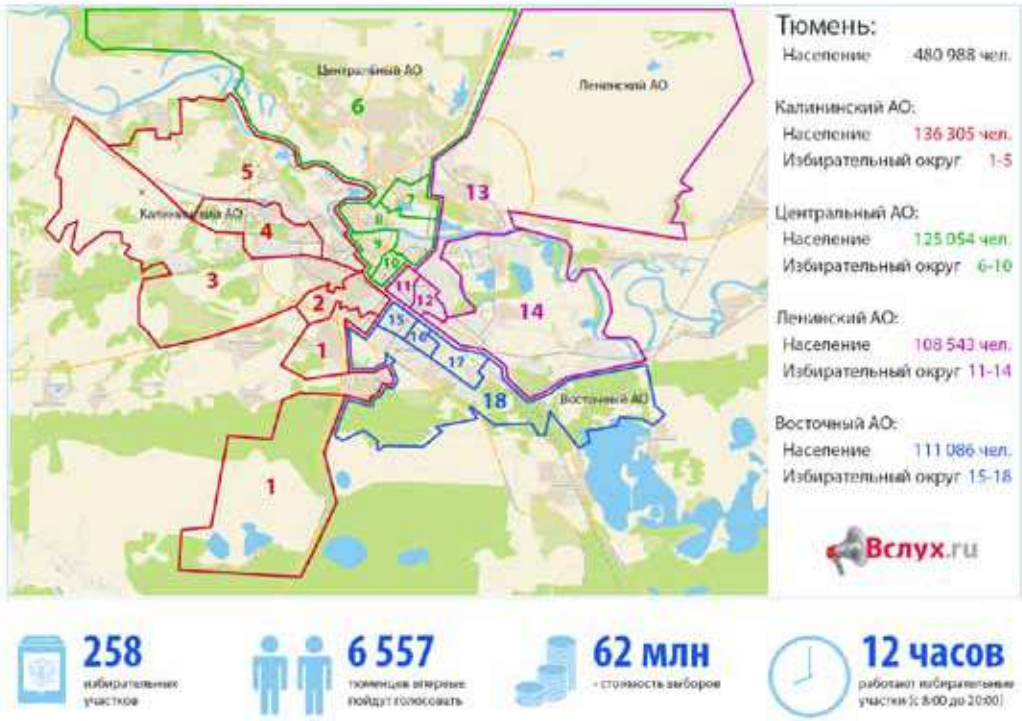 Центральный АО
6
Ленинский АО
13
5
7
8
Калининский АО
4
9
10
3
11
12
2
14
15
16
1
17
18
Восточный АО
1
Тюмень:
Население 480 988 чел.
Калининский АО:
Население 136 305 чел.
Избирательный округ 1-5
Центральный АО:
Население 125 054 чел.
Избирательный округ 6-10
Ленинский АО:
Население 108 543 чел.
Избирательный округ 11-14
Восточный АО:
Население 111 086 чел.
Избирательный округ 15-18
Вслух.ru
258
избирательных
участков
6 557
тюменцев впервые
пойдут голосовать
62 млн
- стоимость выборов
12 часов
работают избирательные
участки (с 8:00 до 20:00)